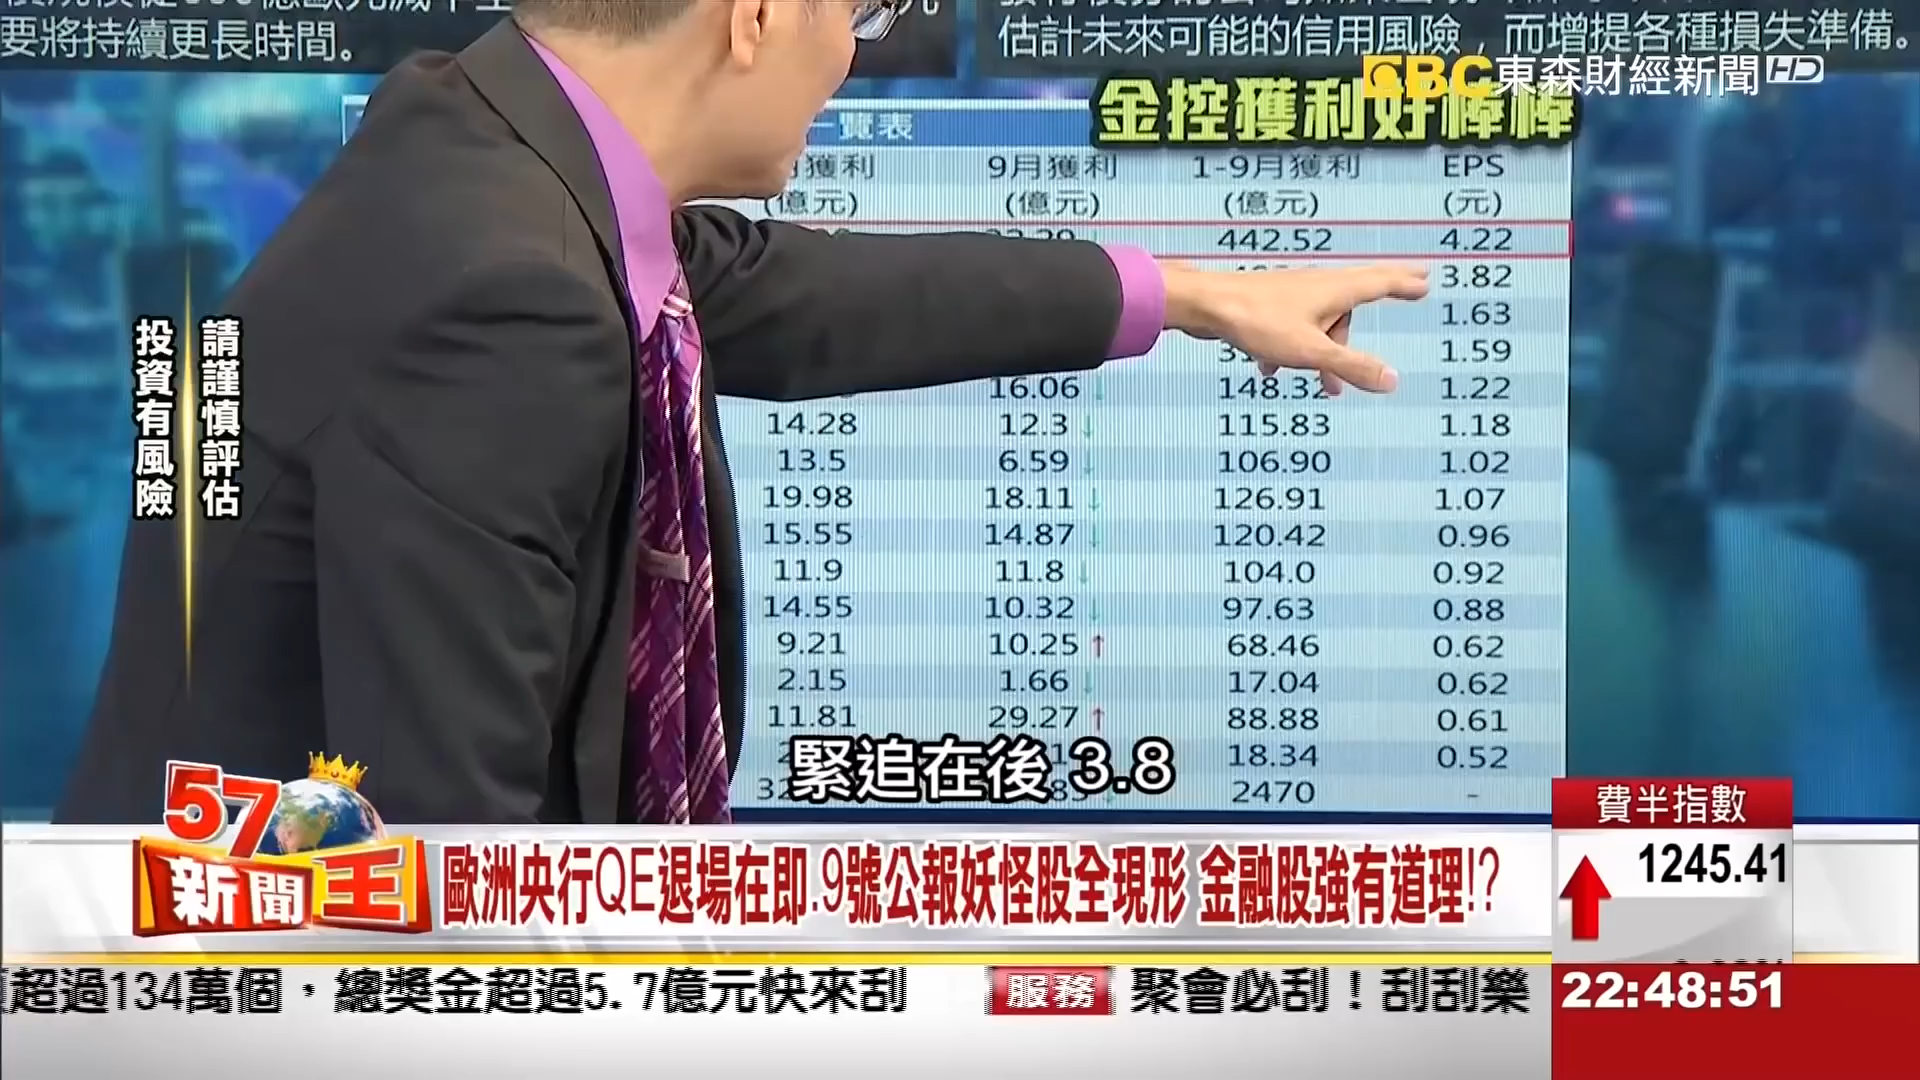 要將持續更長時間。
估計未來可能的信用風險，而增提各種損失準備。
EBC東森財經新聞HD
金控獲利好棒棒
一覽表
獲利 9月獲利 1-9月獲利 EPS
(億元) (億元) (億元) (元)
442.52 4.22
3.82
1.63
1.59
16.06↓ 148.32 1.22
14.28 12.3↓ 115.83 1.18
13.5 6.59↓ 106.90 1.02
19.98 18.11↓ 126.91 1.07
15.55 14.87↓ 120.42 0.96
11.9 11.8↓ 104.0 0.92
14.55 10.32↓ 97.63 0.88
9.21 10.25↑ 68.46 0.62
2.15 1.66↓ 17.04 0.62
11.81 29.27↑ 88.88 0.61
18.34 0.52
2470 -
請謹慎評估
投資有風險
緊追在後 3.8
57新聞王
歐洲央行QE退場在即.9號公報妖怪股全現形 金融股強有道理!?
費半指數
1245.41
超過134萬個，總獎金超過5.7億元快來刮
服務 聚會必刮！刮刮樂
22:48:51